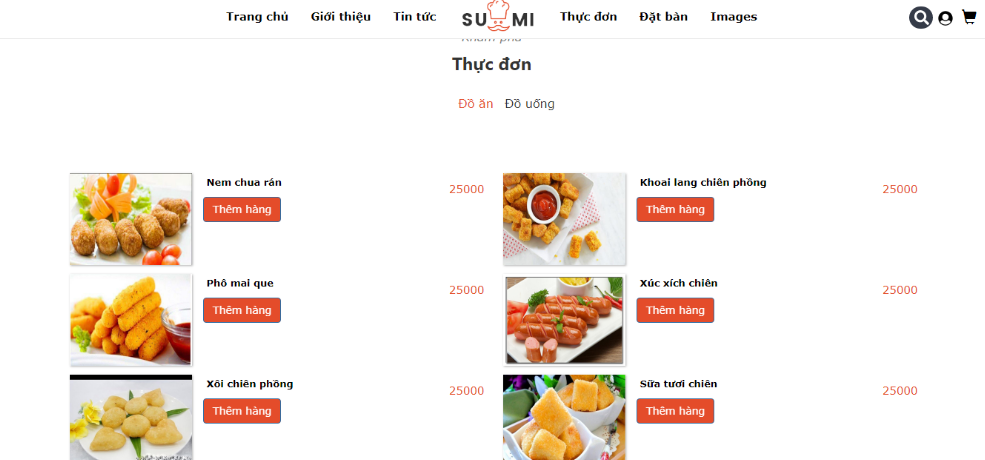 Trang chủ Giới thiệu Tin tức SUMI Thực đơn Đặt bàn Images
Khám phá
Thực đơn
Đồ ăn Đồ uống
Nem chua rán 25000
Thêm hàng
Khoai lang chiên phồng 25000
Thêm hàng
Phô mai que 25000
Thêm hàng
Xúc xích chiên 25000
Thêm hàng
Xôi chiên phồng 25000
Thêm hàng
Sữa tươi chiên 25000
Thêm hàng